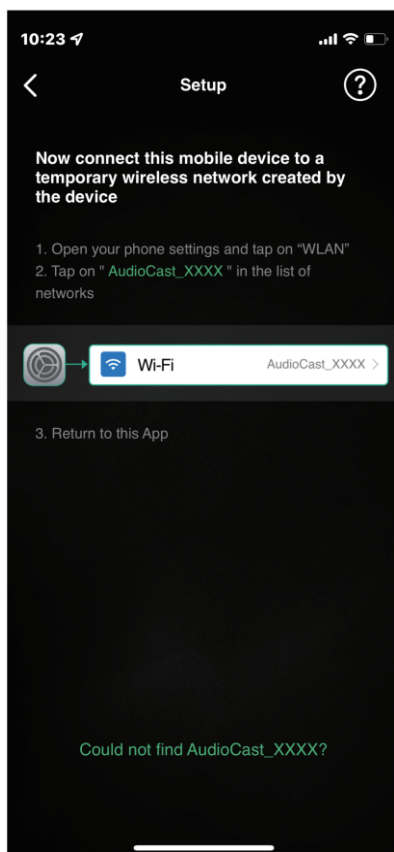 10:23
Setup
?
Now connect this mobile device to a
temporary wireless network created by
the device
1. Open your phone settings and tap on “WLAN”
2. Tap on " AudioCast_XXXX " in the list of
networks
Wi-Fi AudioCast_XXXX >
3. Return to this App
Could not find AudioCast_XXXX?